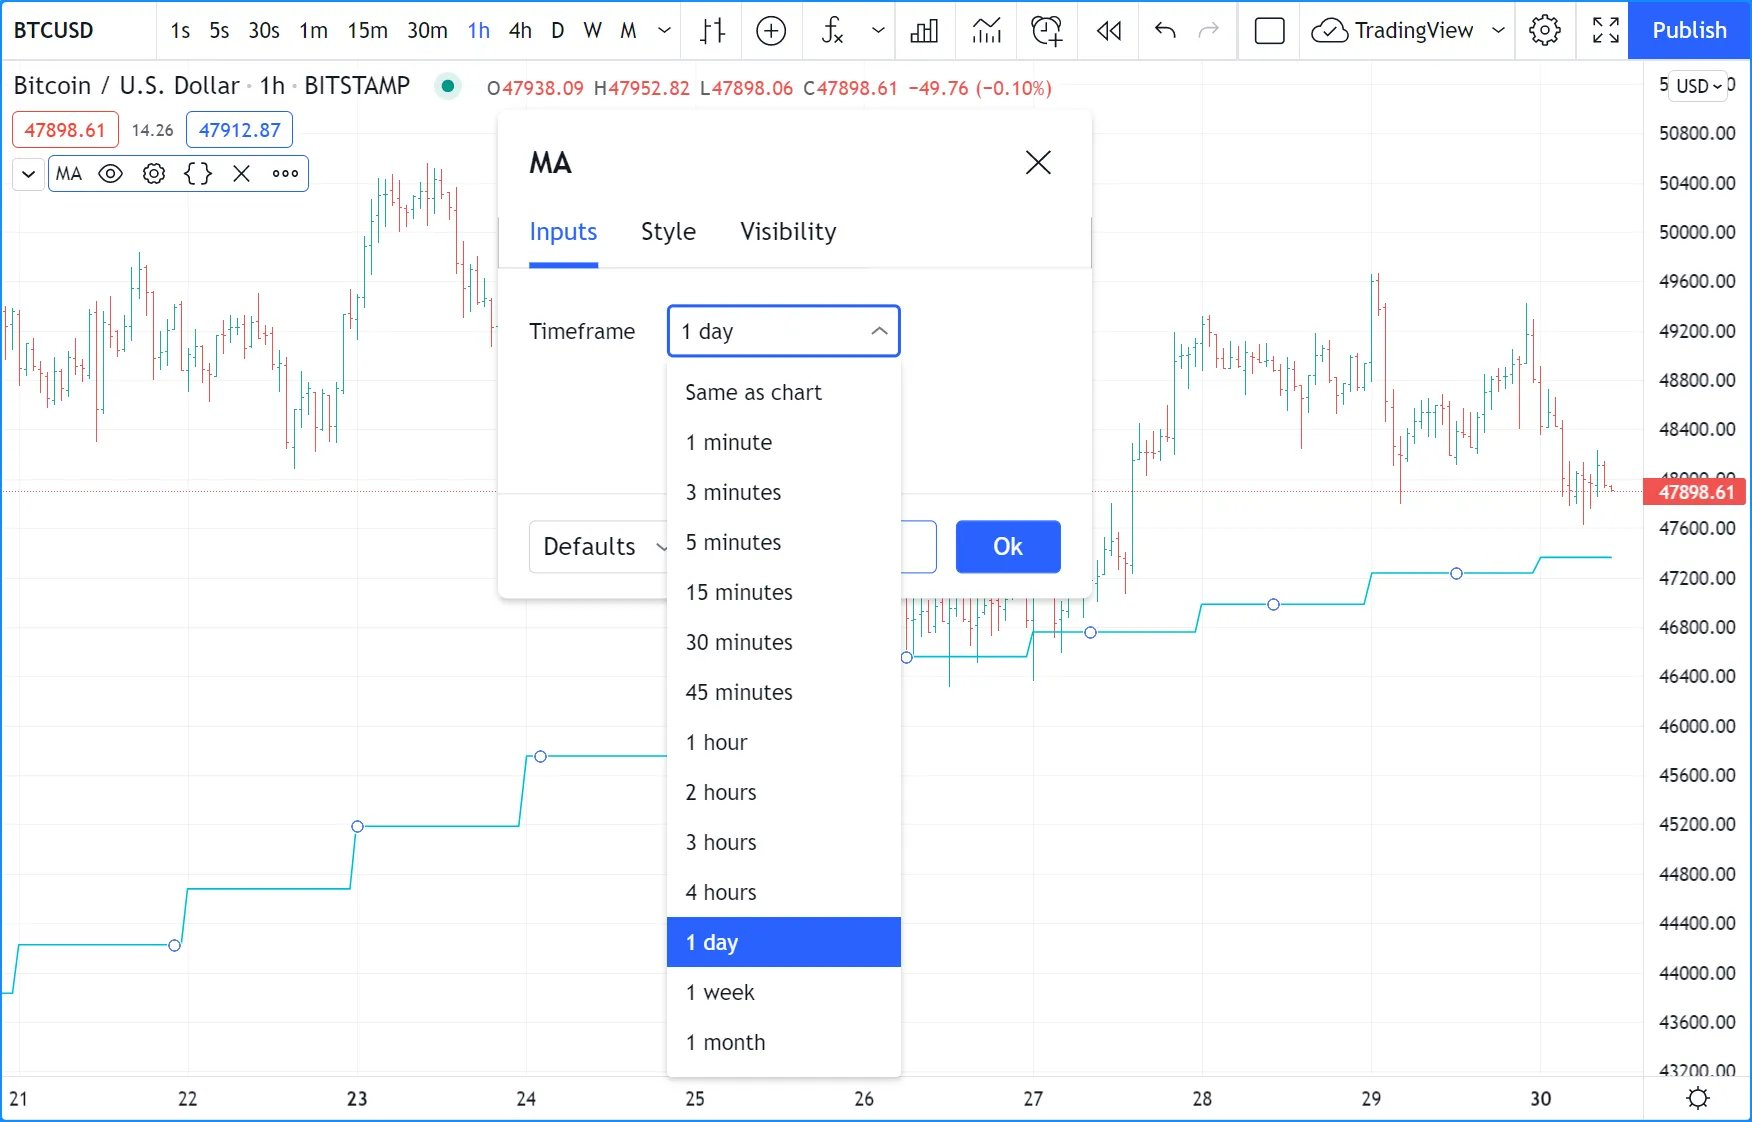 BTCUSD 1s 5s 30s 1m 15m 30m 1h 4h D W M fx TradingView Publish
Bitcoin / U.S. Dollar · 1h · BITSTAMP O47938.09 H47952.82 L47898.06 C47898.61 −49.76 (−0.10%)
USD
47898.61 14.26 47912.87
MA
MA
Inputs Style Visibility
Timeframe 1 day
Same as chart
1 minute
3 minutes
5 minutes
15 minutes
30 minutes
45 minutes
1 hour
2 hours
3 hours
4 hours
1 day
1 week
1 month
Defaults
Ok
50800.00
50400.00
50000.00
49600.00
49200.00
48800.00
48400.00
48000.00
47898.61
47600.00
47200.00
46800.00
46400.00
46000.00
45600.00
45200.00
44800.00
44400.00
44000.00
43600.00
43200.00
21 22 23 24 25 26 27 28 29 30